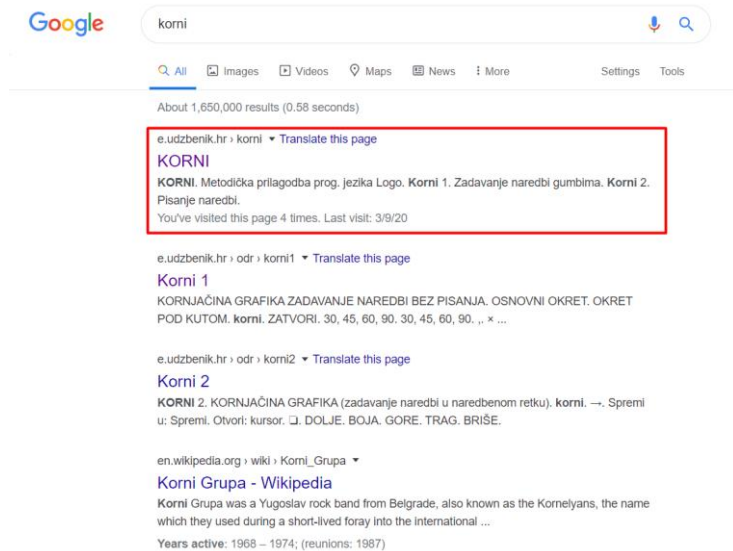 Google
korni
All Images Videos Maps News More Settings Tools
About 1,650,000 results (0.58 seconds)
e.udzbenik.hr › korni ▾ Translate this page
KORNI
KORNI. Metodička prilagodba prog. jezika Logo. Korni 1. Zadavanje naredbi gumbima. Korni 2.
Pisanje naredbi.
You've visited this page 4 times. Last visit: 3/9/20
e.udzbenik.hr › odr › korni1 ▾ Translate this page
Korni 1
KORNJAČINA GRAFIKA ZADAVANJE NAREDBI BEZ PISANJA. OSNOVNI OKRET. OKRET
POD KUTOM. korni. ZATVORI. 30, 45, 60, 90. 30, 45, 60, 90. ,. × ...
e.udzbenik.hr › odr › korni2 ▾ Translate this page
Korni 2
KORNI 2. KORNJAČINA GRAFIKA (zadavanje naredbi u naredbenom retku). korni. →. Spremi
u: Spremi. Otvori: kursor. ❏. DOLJE. BOJA. GORE. TRAG. BRIŠE.
en.wikipedia.org › wiki › Korni_Grupa ▾
Korni Grupa - Wikipedia
Korni Grupa was a Yugoslav rock band from Belgrade, also known as the Kornelyans, the name
which they used during a short-lived foray into the international ...
Years active: 1968 – 1974; (reunions: 1987)